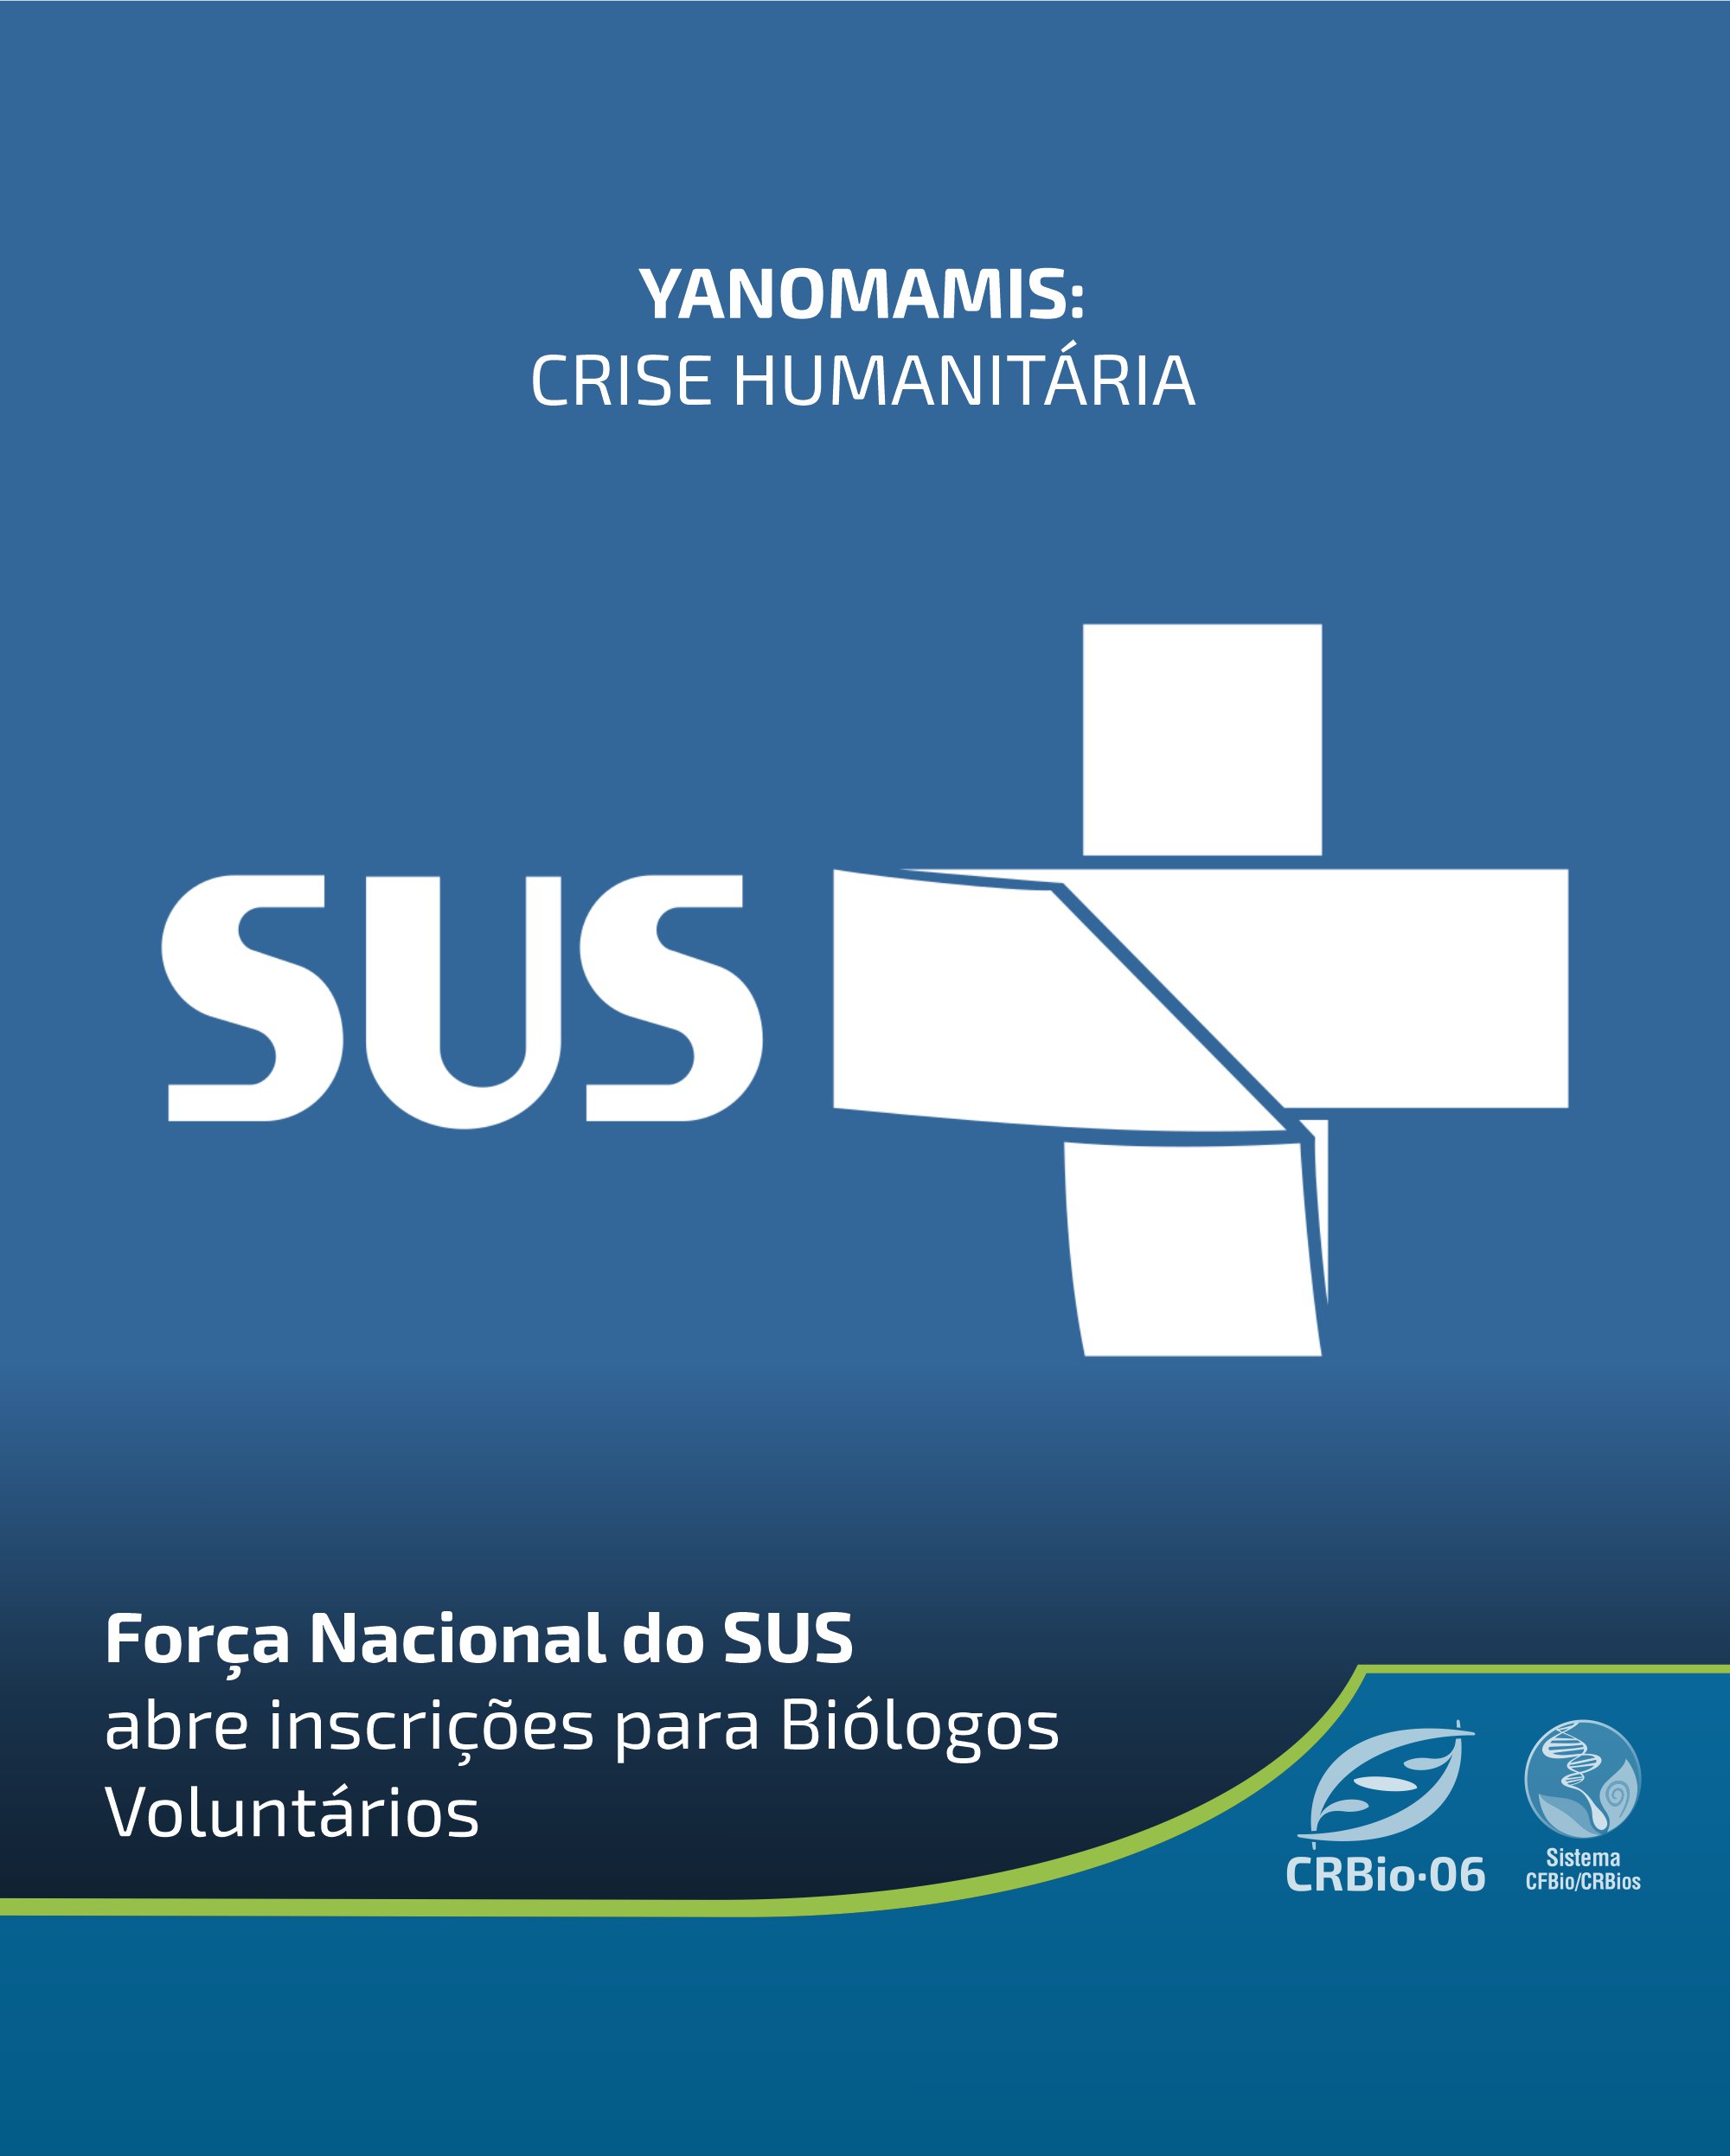 YANOMAMIS:
CRISE HUMANITÁRIA
SUS
Força Nacional do SUS
abre inscrições para Biólogos
Voluntários
CRBio·06
Sistema
CFBio/CRBios